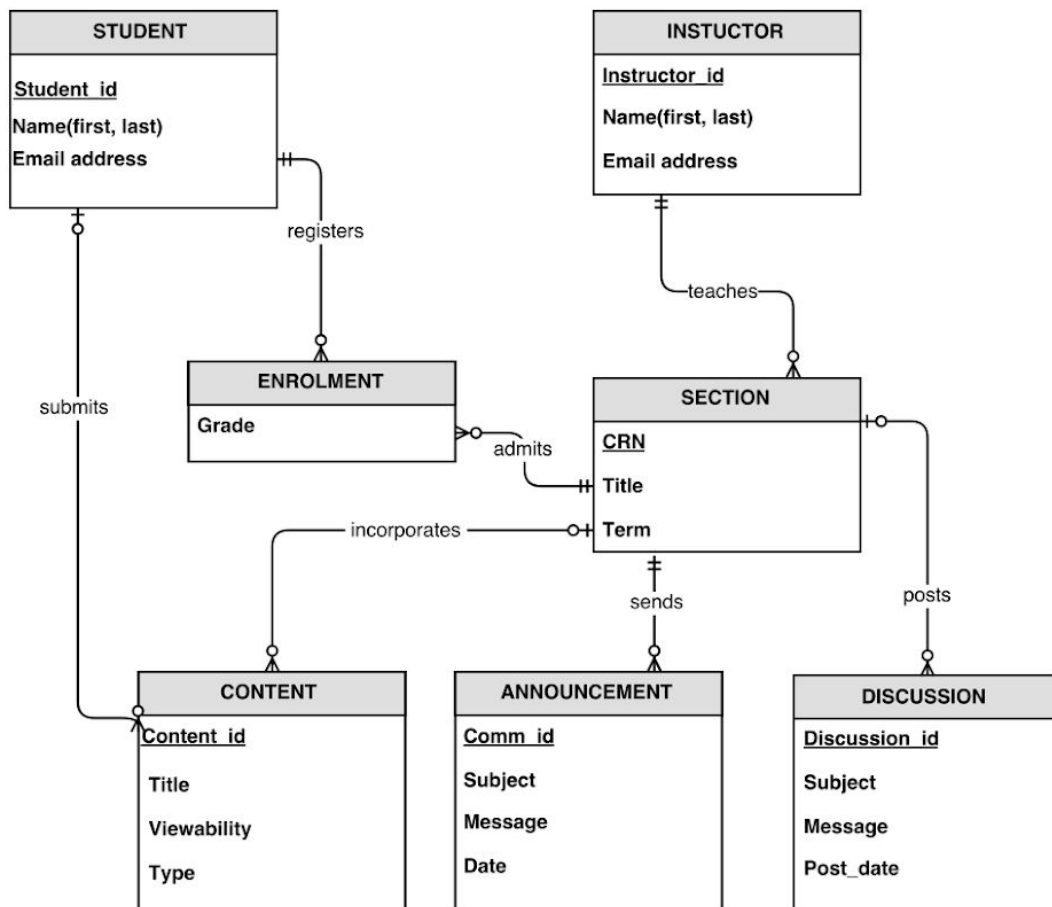 STUDENT
Student_id
Name(first, last)
Email address
INSTUCTOR
Instructor_id
Name(first, last)
Email address
registers
teaches
submits
ENROLMENT
Grade
admits
SECTION
CRN
Title
Term
incorporates
sends
posts
CONTENT
Content_id
Title
Viewability
Type
ANNOUNCEMENT
Comm_id
Subject
Message
Date
DISCUSSION
Discussion_id
Subject
Message
Post_date